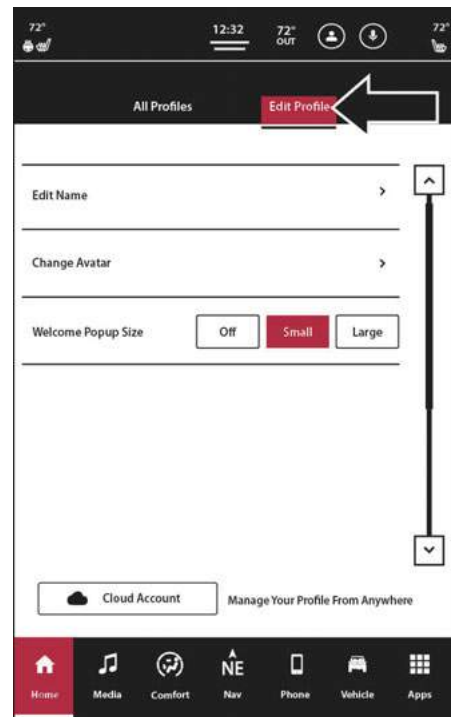 72° 12:32 72° 72°
OUT
All Profiles Edit Profile
Edit Name
Change Avatar
Welcome Popup Size Off Small Large
Cloud Account Manage Your Profile From Anywhere
NE
Home Media Comfort Nav Phone Vehicle Apps